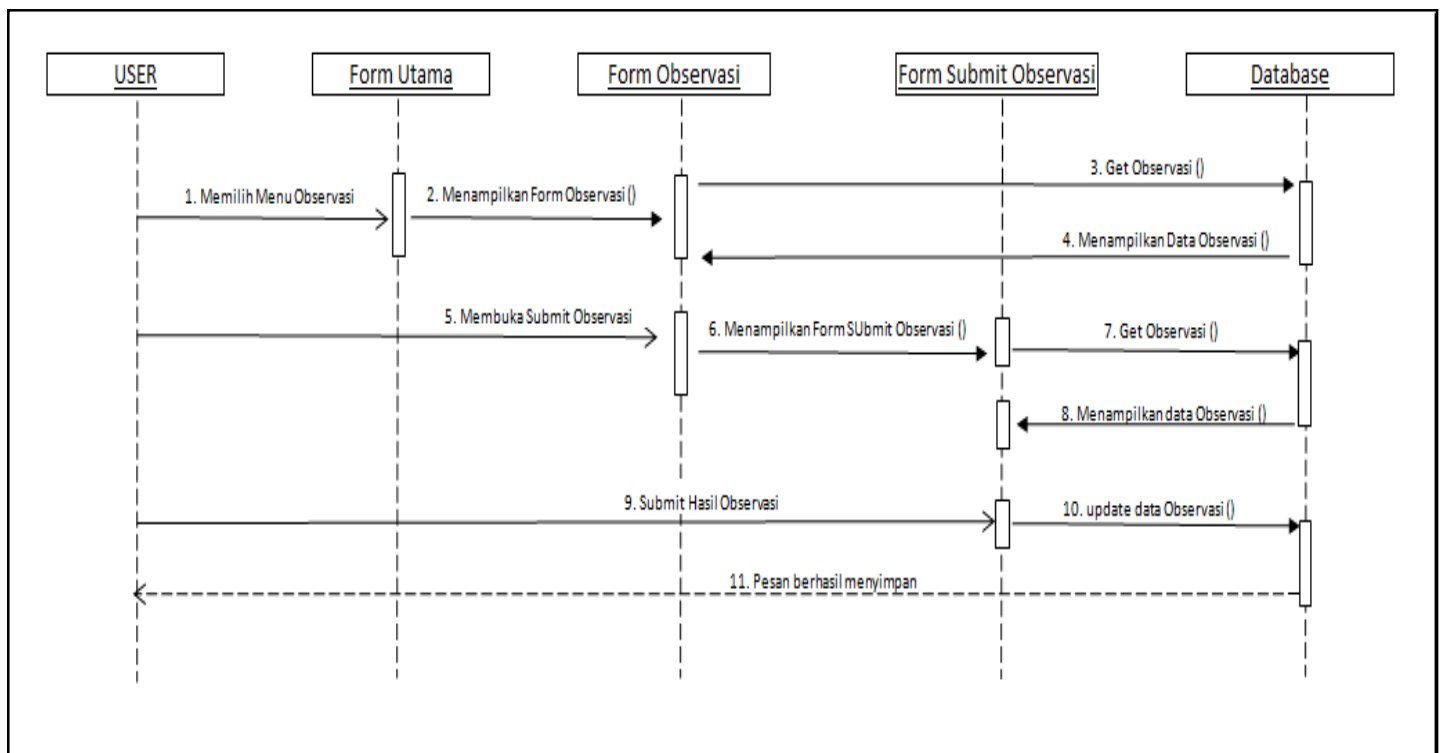 USER
Form Utama
Form Observasi
Form Submit Observasi
Database
1. Memilih Menu Observasi
2. Menampilkan Form Observasi ()
3. Get Observasi ()
4. Menampilkan Data Observasi ()
5. Membuka Submit Observasi
6. Menampilkan Form SUbmit Observasi ()
7. Get Observasi ()
8. Menampilkan data Observasi ()
9. Submit Hasil Observasi
10. update data Observasi ()
11. Pesan berhasil menyimpan